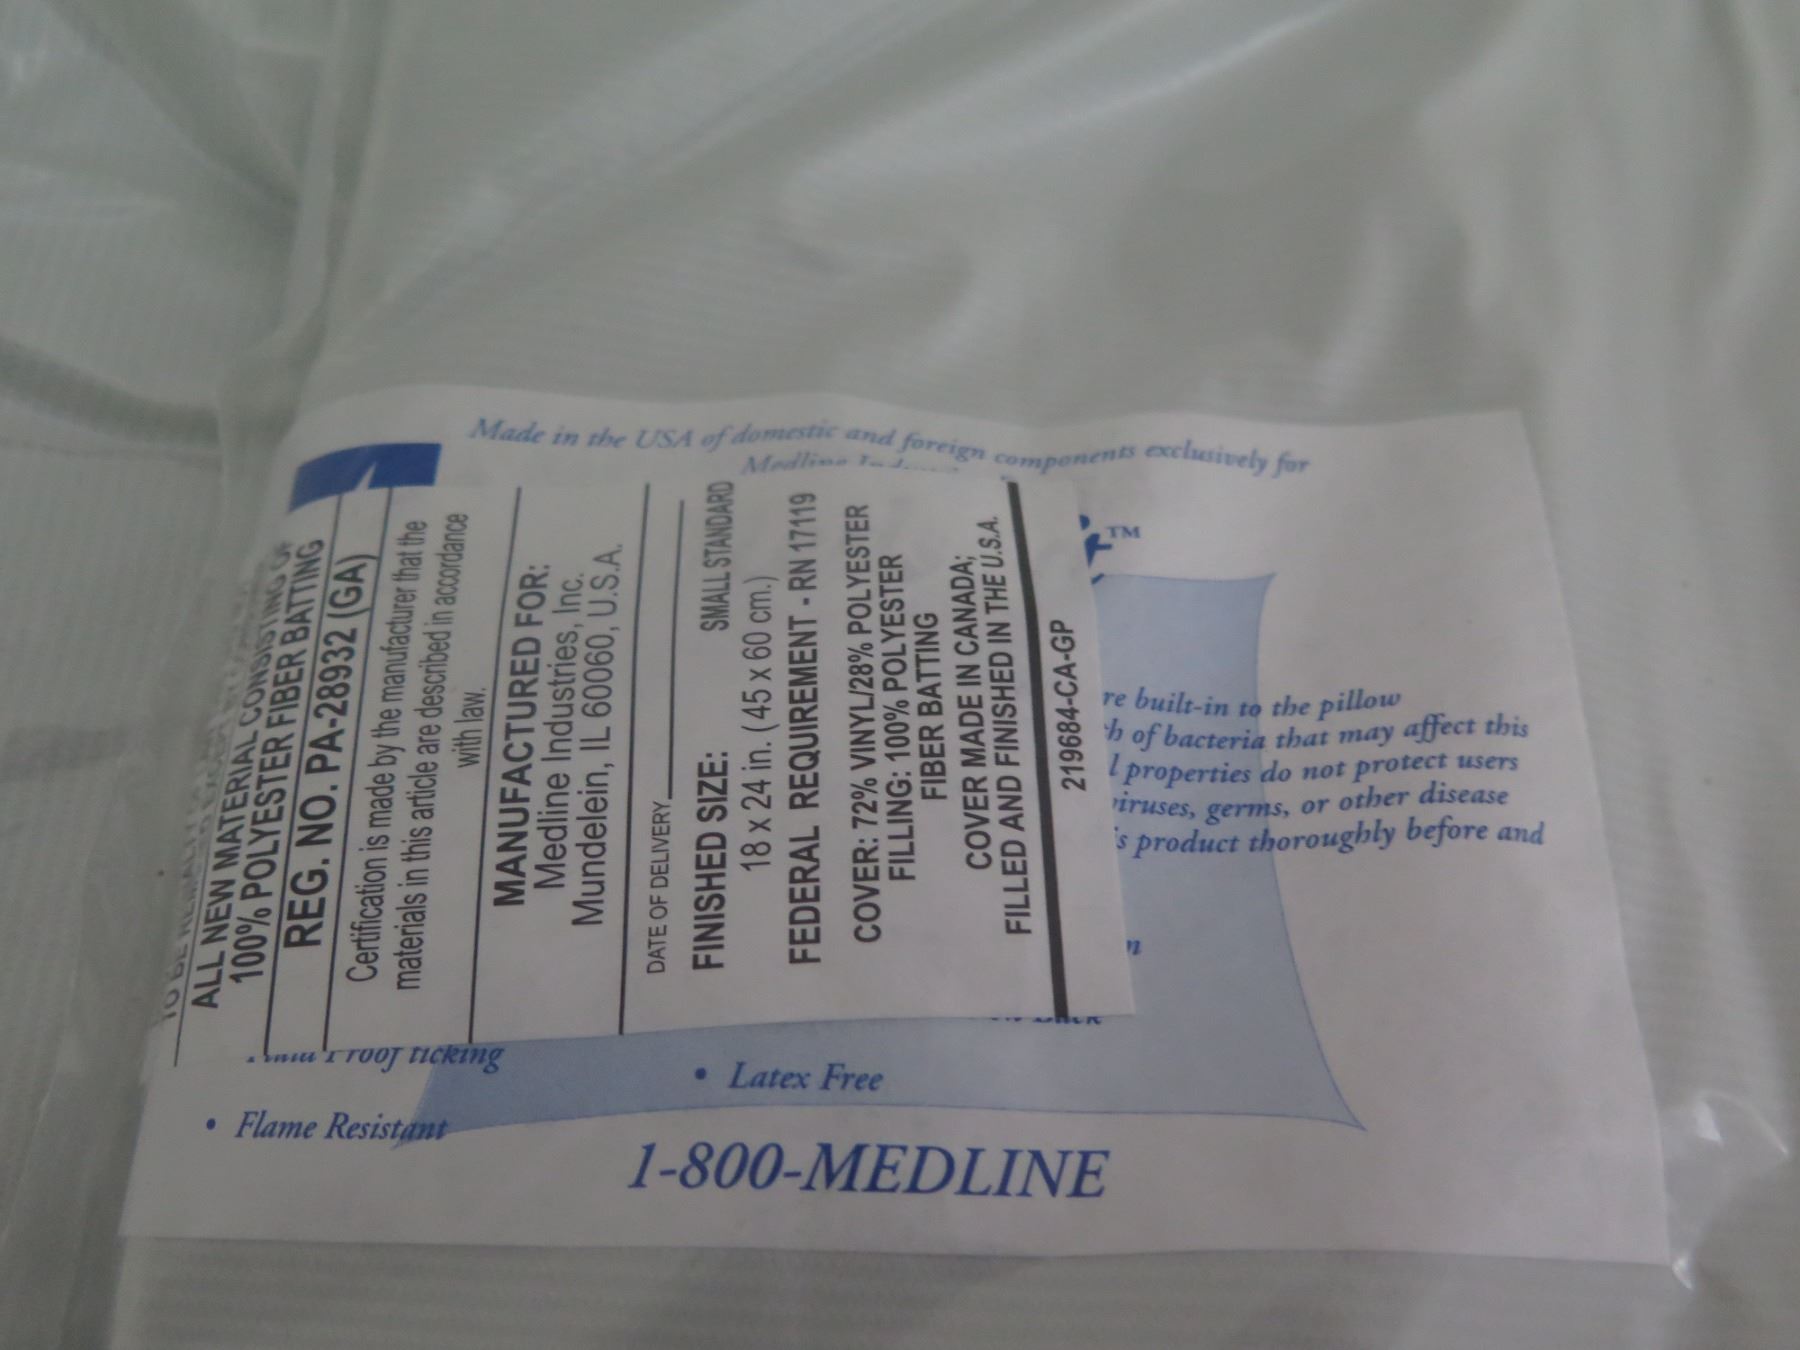 Made in the USA of domestic and foreign components exclusively for
Medline
TM
re built-in to the pillow
h of bacteria that may affect this
l properties do not protect users
viruses, germs, or other disease
s product thoroughly before and
n
Back
Proof ticking
• Latex Free
• Flame Resistant
1-800-MEDLINE
TO BE
ALL NEW MATERIAL CONSISTING OF
100% POLYESTER FIBER BATTING
REG. NO. PA-28932 (GA)
Certification is made by the manufacturer that the
materials in this article are described in accordance
with law.
MANUFACTURED FOR:
Medline Industries, Inc.
Mundelein, IL 60060, U.S.A.
DATE OF DELIVERY
FINISHED SIZE: SMALL STANDARD
18 x 24 in. ( 45 x 60 cm.)
FEDERAL REQUIREMENT - RN 17119
COVER: 72% VINYL/28% POLYESTER
FILLING: 100% POLYESTER
FIBER BATTING
COVER MADE IN CANADA;
FILLED AND FINISHED IN THE U.S.A.
219684-CA-GP